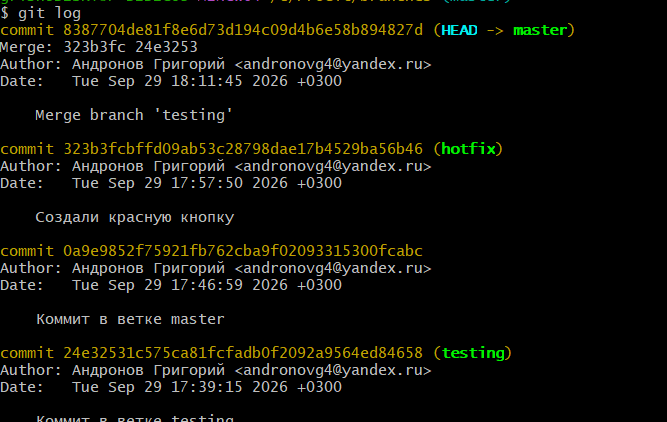 $ git log
commit 8387704de81f8e6d73d194c09d4b6e58b894827d (HEAD -> master)
Merge: 323b3fc 24e3253
Author: Андронов Григорий <andronovg4@yandex.ru>
Date:   Tue Sep 29 18:11:45 2026 +0300
Merge branch 'testing'
commit 323b3fcbffd09ab53c28798dae17b4529ba56b46 (hotfix)
Author: Андронов Григорий <andronovg4@yandex.ru>
Date:   Tue Sep 29 17:57:50 2026 +0300
Создали красную кнопку
commit 0a9e9852f75921fb762cba9f02093315300fcabc
Author: Андронов Григорий <andronovg4@yandex.ru>
Date:   Tue Sep 29 17:46:59 2026 +0300
Коммит в ветке master
commit 24e32531c575ca81fcfadb0f2092a9564ed84658 (testing)
Author: Андронов Григорий <andronovg4@yandex.ru>
Date:   Tue Sep 29 17:39:15 2026 +0300
Коммит в ветке testing